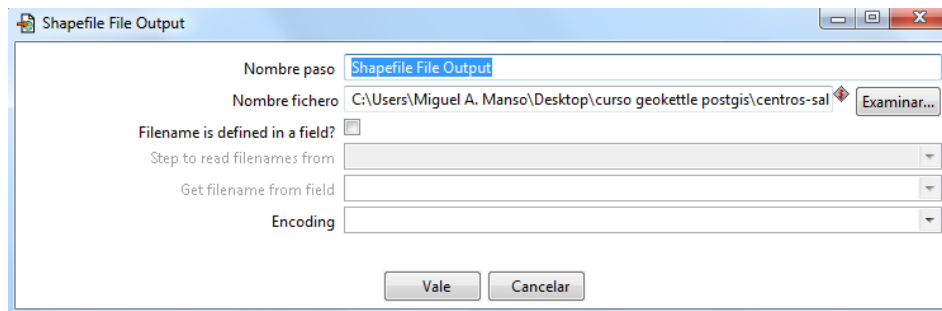 Shapefile File Output
Nombre paso Shapefile File Output
Nombre fichero C:\Users\Miguel A. Manso\Desktop\curso geokettle postgis\centros-sal Examinar...
Filename is defined in a field?
Step to read filenames from
Get filename from field
Encoding
Vale Cancelar